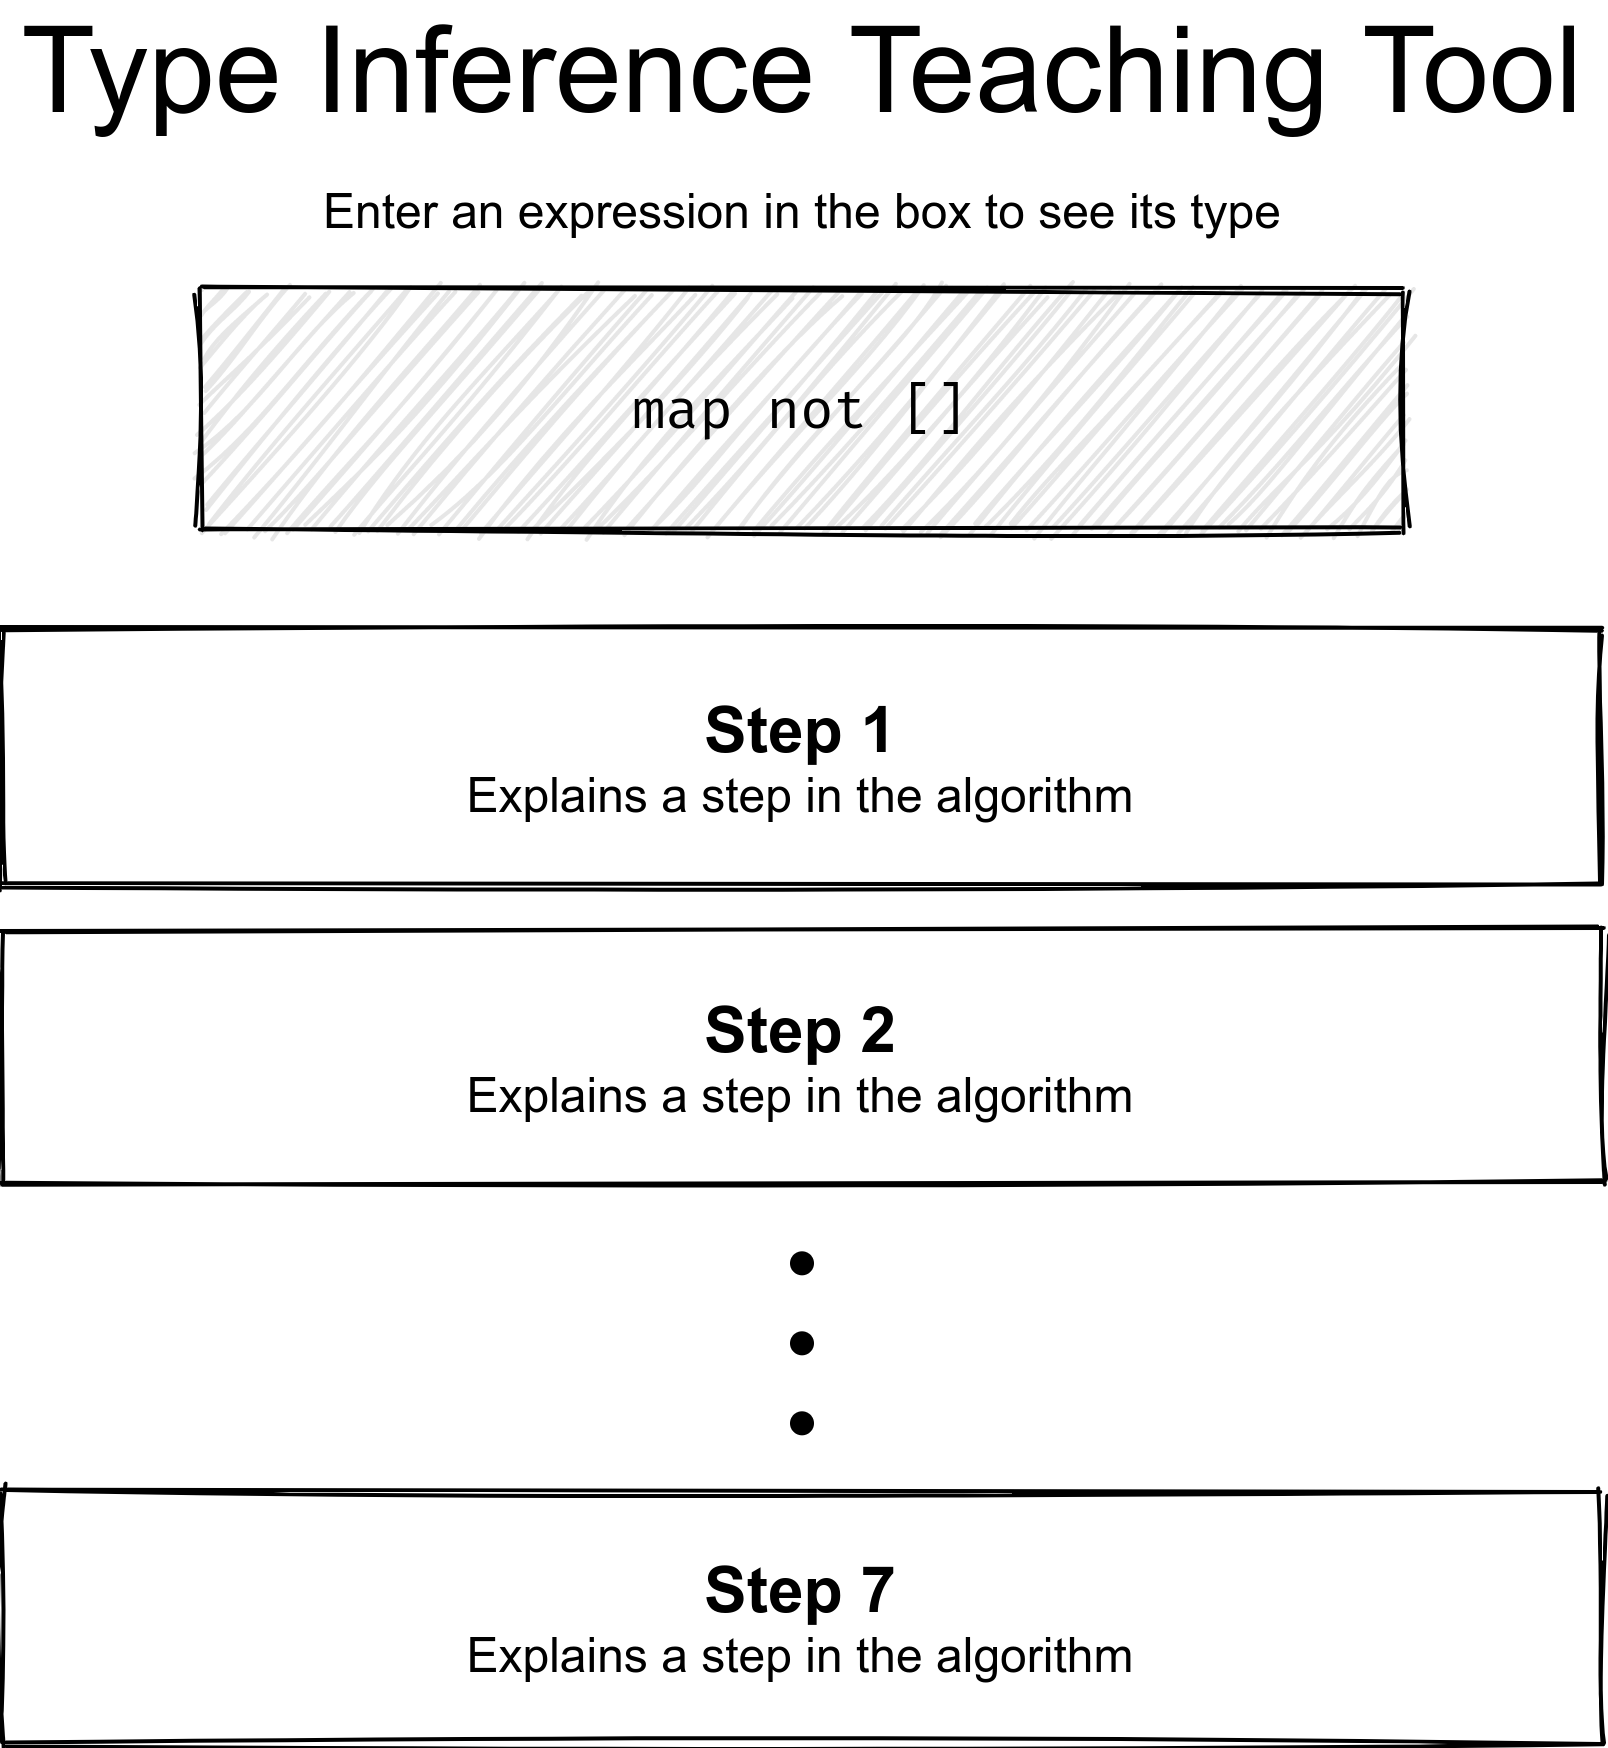 Type Inference Teaching Tool
Enter an expression in the box to see its type
map not []
Step 1
Explains a step in the algorithm
Step 2
Explains a step in the algorithm
Step 7
Explains a step in the algorithm